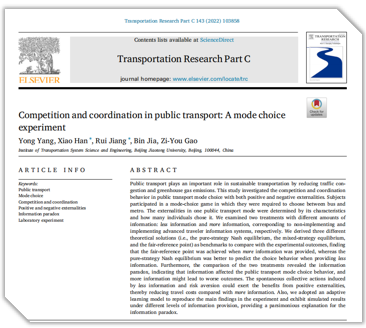 Transportation Research Part C 143 (2022) 103858
Contents lists available at ScienceDirect
Transportation Research Part C
ELSEVIER
journal homepage: www.elsevier.com/locate/trc
Competition and coordination in public transport: A mode choice
experiment
Yong Yang, Xiao Han *, Rui Jiang *, Bin Jia, Zi-You Gao
Institute of Transportation System Science and Engineering, Beijing Jiaotong University, Beijing, 100044, China
ARTICLE INFO
ABSTRACT
Keywords:
Public transport
Mode choice
Competition and coordination
Positive and negative externalities
Information paradox
Laboratory experiment
Public transport plays an important role in sustainable transportation by reducing traffic con-
gestion and greenhouse gas emissions. This study investigated the competition and coordination
behavior in public transport mode choice with both positive and negative externalities. Subjects
participated in a mode-choice game in which they were required to choose between bus and
metro. The externalities in one public transport mode were determined by its characteristics
and how many individuals chose it. We examined two treatments with different amounts of
information: less information and more information, corresponding to non-implementing and
implementing advanced traveler information systems, respectively. We derived three different
theoretical solutions (i.e., the pure-strategy Nash equilibrium, the mixed-strategy equilibrium,
and the fair-reference point) as benchmarks to compare with the experimental outcomes, finding
that the fair-reference point was achieved when more information was provided, whereas the
pure-strategy Nash equilibrium was better to predict the choice behavior when providing less
information. Furthermore, the comparison of the two treatments revealed the information
paradox, indicating that information affected the public transport mode choice behavior, and
more information might lead to worse outcomes. The spontaneous collective actions induced
by less information and risk aversion could exert the benefits from positive externalities,
thereby reducing travel costs compared with more information. Also, we adopted an adaptive
learning model to reproduce the main findings in the experiment and exhibit simulated results
under different levels of information provision, providing a parsimonious explanation for the
information paradox.